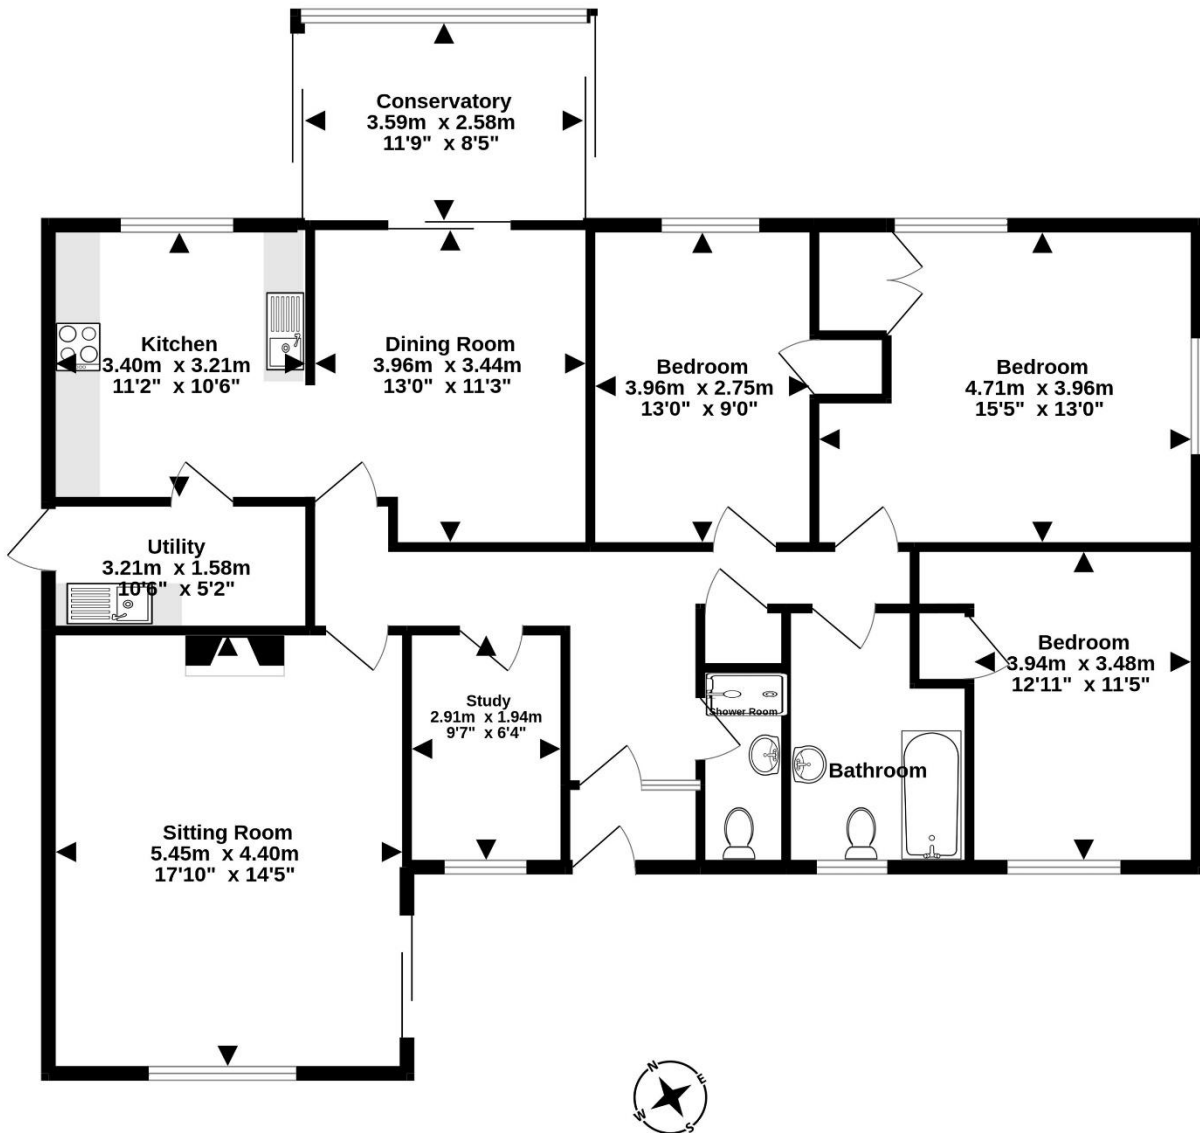 Conservatory
3.59m x 2.58m
11'9" x 8'5"
Kitchen
3.40m x 3.21m
11'2" x 10'6"
Dining Room
3.96m x 3.44m
13'0" x 11'3"
Bedroom
3.96m x 2.75m
13'0" x 9'0"
Bedroom
4.71m x 3.96m
15'5" x 13'0"
Utility
3.21m x 1.58m
10'6" x 5'2"
Bedroom
3.94m x 3.48m
12'11" x 11'5"
Study
2.91m x 1.94m
9'7" x 6'4"
Shower Room
Bathroom
Sitting Room
5.45m x 4.40m
17'10" x 14'5"
N
E
W
S